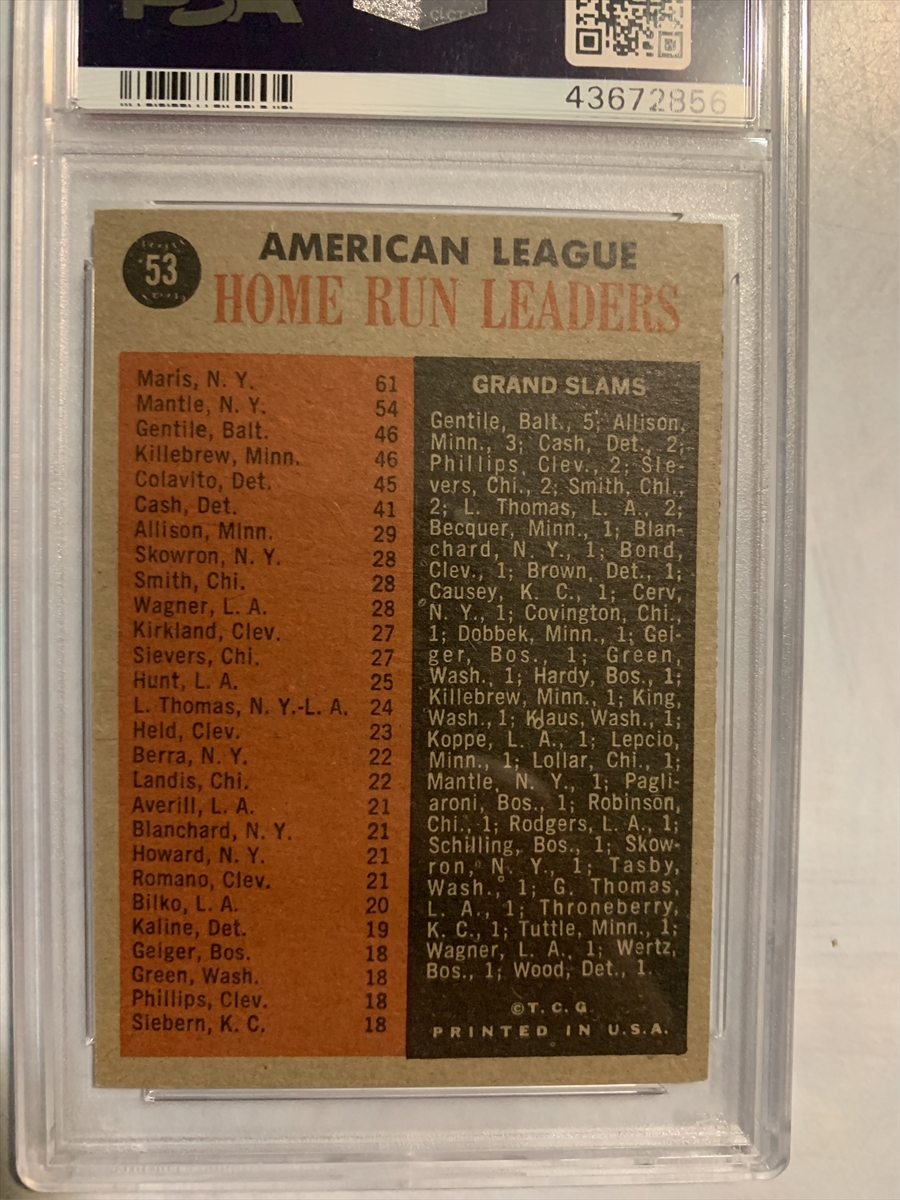 PSA
43672856
53
AMERICAN LEAGUE
HOME RUN LEADERS
Maris, N. Y. 61
Mantle, N. Y. 54
Gentile, Balt. 46
Killebrew, Minn. 46
Colavito, Det. 45
Cash, Det. 41
Allison, Minn. 29
Skowron, N. Y. 28
Smith, Chi. 28
Wagner, L. A. 28
Kirkland, Clev. 27
Sievers, Chi. 27
Hunt, L. A. 25
L. Thomas, N. Y.-L. A. 24
Held, Clev. 23
Berra, N. Y. 22
Landis, Chi. 22
Averill, L. A. 21
Blanchard, N. Y. 21
Howard, N. Y. 21
Romano, Clev. 21
Bilko, L. A. 20
Kaline, Det. 19
Geiger, Bos. 18
Green, Wash. 18
Phillips, Clev. 18
Siebern, K. C. 18
GRAND SLAMS
Gentile, Balt., 5; Allison,
Minn., 3; Cash, Det., 2;
Phillips, Clev., 2; Sie-
vers, Chi., 2; Smith, Chi.,
2; L. Thomas, L. A., 2;
Becquer, Minn., 1; Blan-
chard, N. Y., 1; Bond,
Clev., 1; Brown, Det., 1;
Causey, K. C., 1; Cerv,
N. Y., 1; Covington, Chi.,
1; Dobbek, Minn., 1; Gei-
ger, Bos., 1; Green,
Wash., 1; Hardy, Bos., 1;
Killebrew, Minn., 1; King,
Wash., 1; Klaus, Wash., 1;
Koppe, L. A., 1; Lepcio,
Minn., 1; Lollar, Chi., 1;
Mantle, N. Y., 1; Pagli-
aroni, Bos., 1; Robinson,
Chi., 1; Rodgers, L. A., 1;
Schilling, Bos., 1; Skow-
ron, N. Y., 1; Tasby,
Wash., 1; G. Thomas,
L. A., 1; Throneberry,
K. C., 1; Tuttle, Minn., 1;
Wagner, L. A., 1; Wertz,
Bos., 1; Wood, Det., 1.
©T. C. G.
PRINTED IN U.S.A.